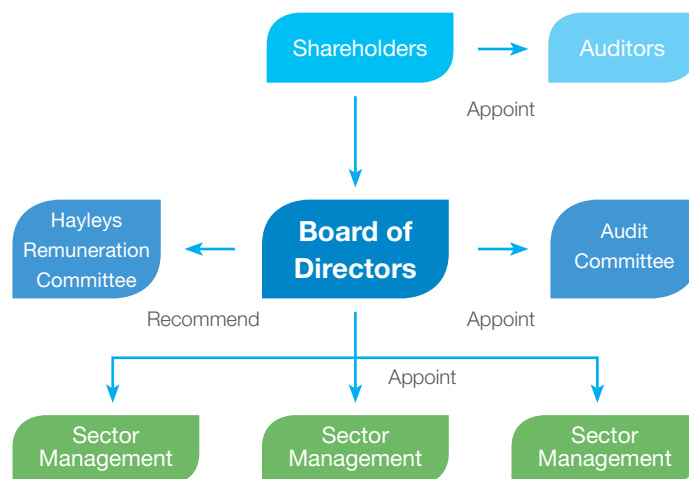 Shareholders
Auditors
Appoint
Hayleys
Remuneration
Committee
Board of
Directors
Audit
Committee
Recommend
Appoint
Appoint
Sector
Management
Sector
Management
Sector
Management